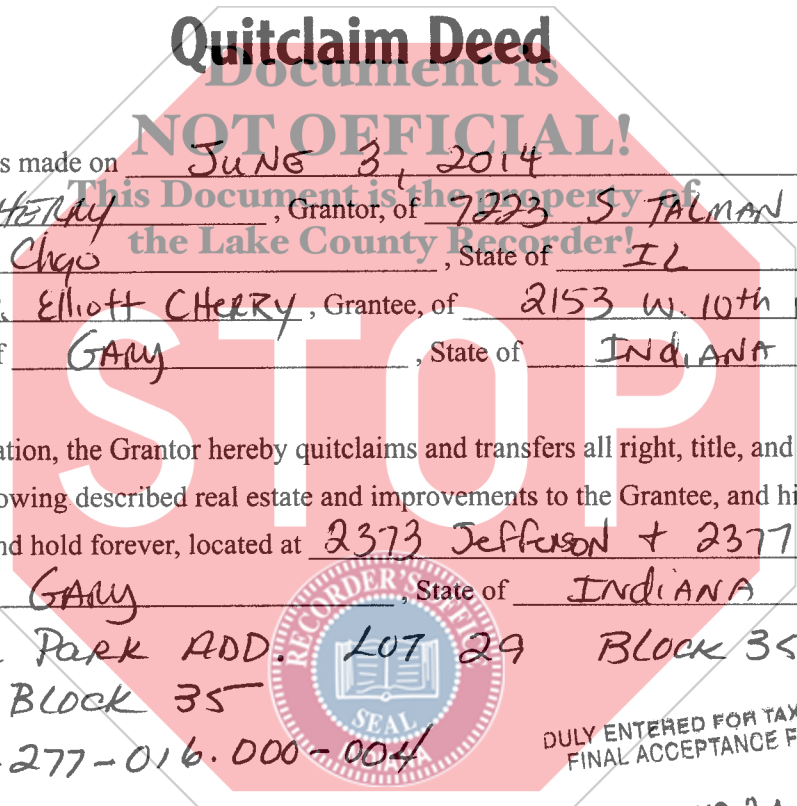 Quitclaim Deed
Document is
NOT OFFICIAL!
This Document is the property of
the Lake County Recorder!
STOP
s made on JUNE 3, 2014
HERRY , Grantor, of 7223 S TALMAN
Chgo , State of IL
Elliott CHERRY , Grantee, of 2153 W. 10th
f GARY , State of INdiANA
ation, the Grantor hereby quitclaims and transfers all right, title, and
owing described real estate and improvements to the Grantee, and hi
nd hold forever, located at 2373 Jefferson + 2377
GARY , State of INdiANA
PARK ADD. LOT 29 BLOCK 35
BLOCK 35
-277-016.000-004
RECORDER'S OFFICE
SEAL
INDIANA
DULY ENTERED FOR TAX
FINAL ACCEPTANCE F